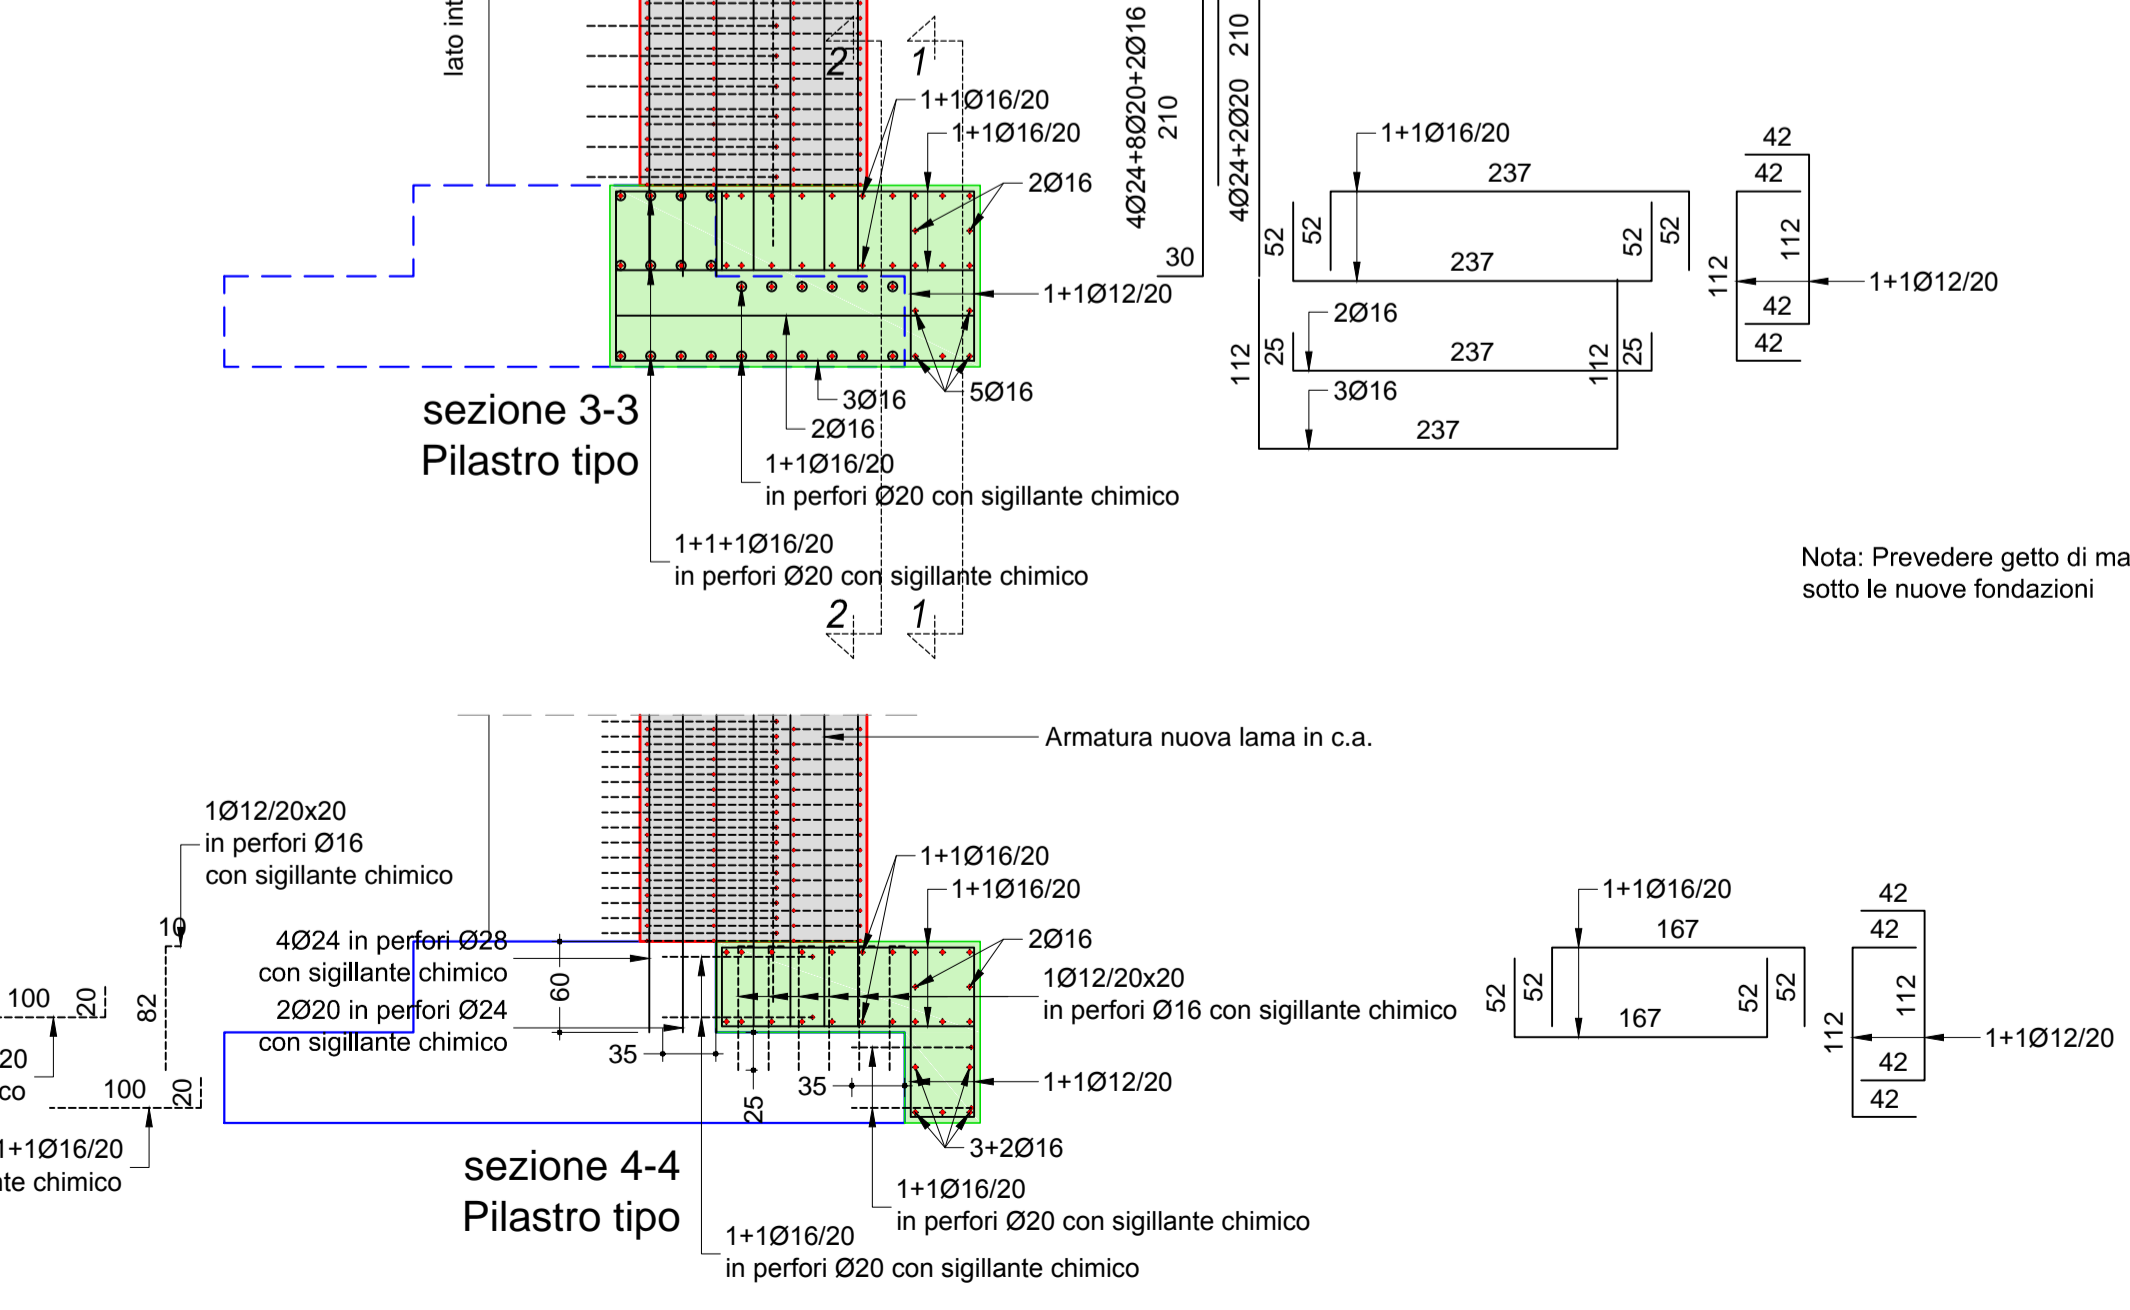 lato int
2
1
1+1Ø16/20
1+1Ø16/20
2Ø16
1+1Ø12/20
5Ø16
3Ø16
2Ø16
1+1Ø16/20
in perfori Ø20 con sigillante chimico
1+1+1Ø16/20
in perfori Ø20 con sigillante chimico
sezione 3-3
Pilastro tipo
2
1
4Ø24+8Ø20+2Ø16
210
30
4Ø24+2Ø20 210
1+1Ø16/20
237
52
52
52
52
237
2Ø16
25
237
25
3Ø16
112
112
237
42
42
112
112
42
42
1+1Ø12/20
Nota: Prevedere getto di ma
sotto le nuove fondazioni
Armatura nuova lama in c.a.
1Ø12/20x20
in perfori Ø16
con sigillante chimico
10
82
100
20
20
co
100
20
1+1Ø16/20
nte chimico
4Ø24 in perfori Ø28
con sigillante chimico
2Ø20 in perfori Ø24
con sigillante chimico
60
35
25
35
1+1Ø16/20
1+1Ø16/20
2Ø16
1Ø12/20x20
in perfori Ø16 con sigillante chimico
1+1Ø12/20
3+2Ø16
1+1Ø16/20
in perfori Ø20 con sigillante chimico
1+1Ø16/20
in perfori Ø20 con sigillante chimico
sezione 4-4
Pilastro tipo
1+1Ø16/20
167
52
52
52
52
167
42
42
112
112
42
42
1+1Ø12/20